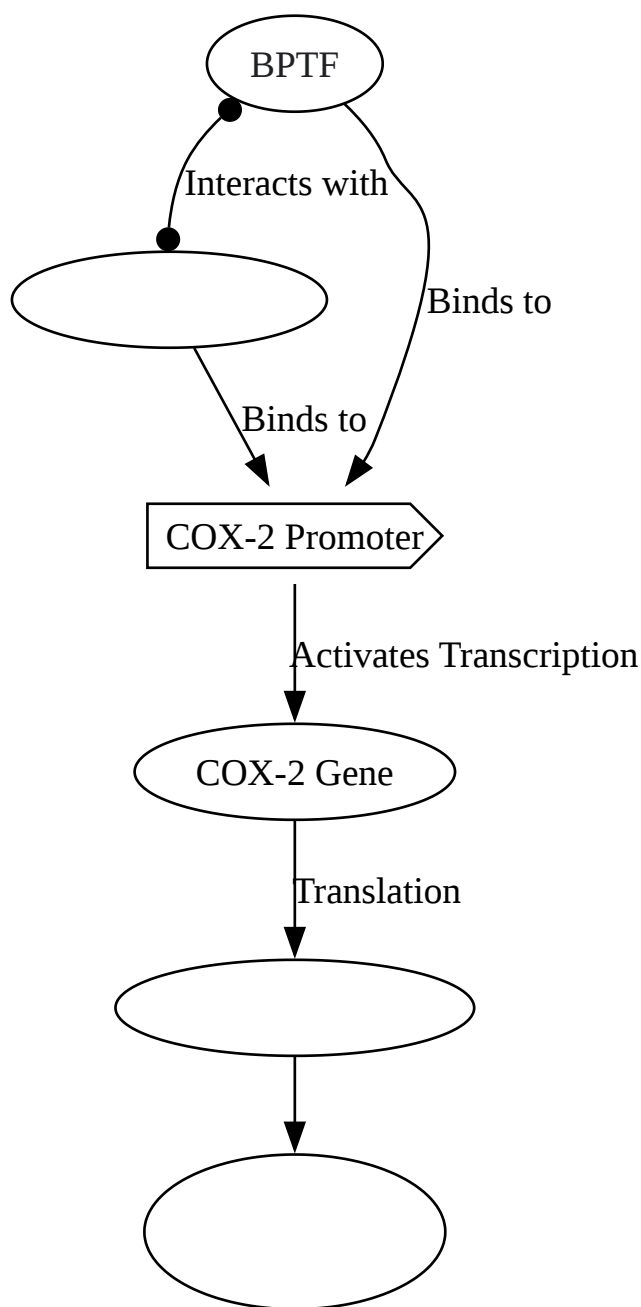 BPTF
Interacts with
Binds to
Binds to
COX-2 Promoter
Activates Transcription
COX-2 Gene
Translation